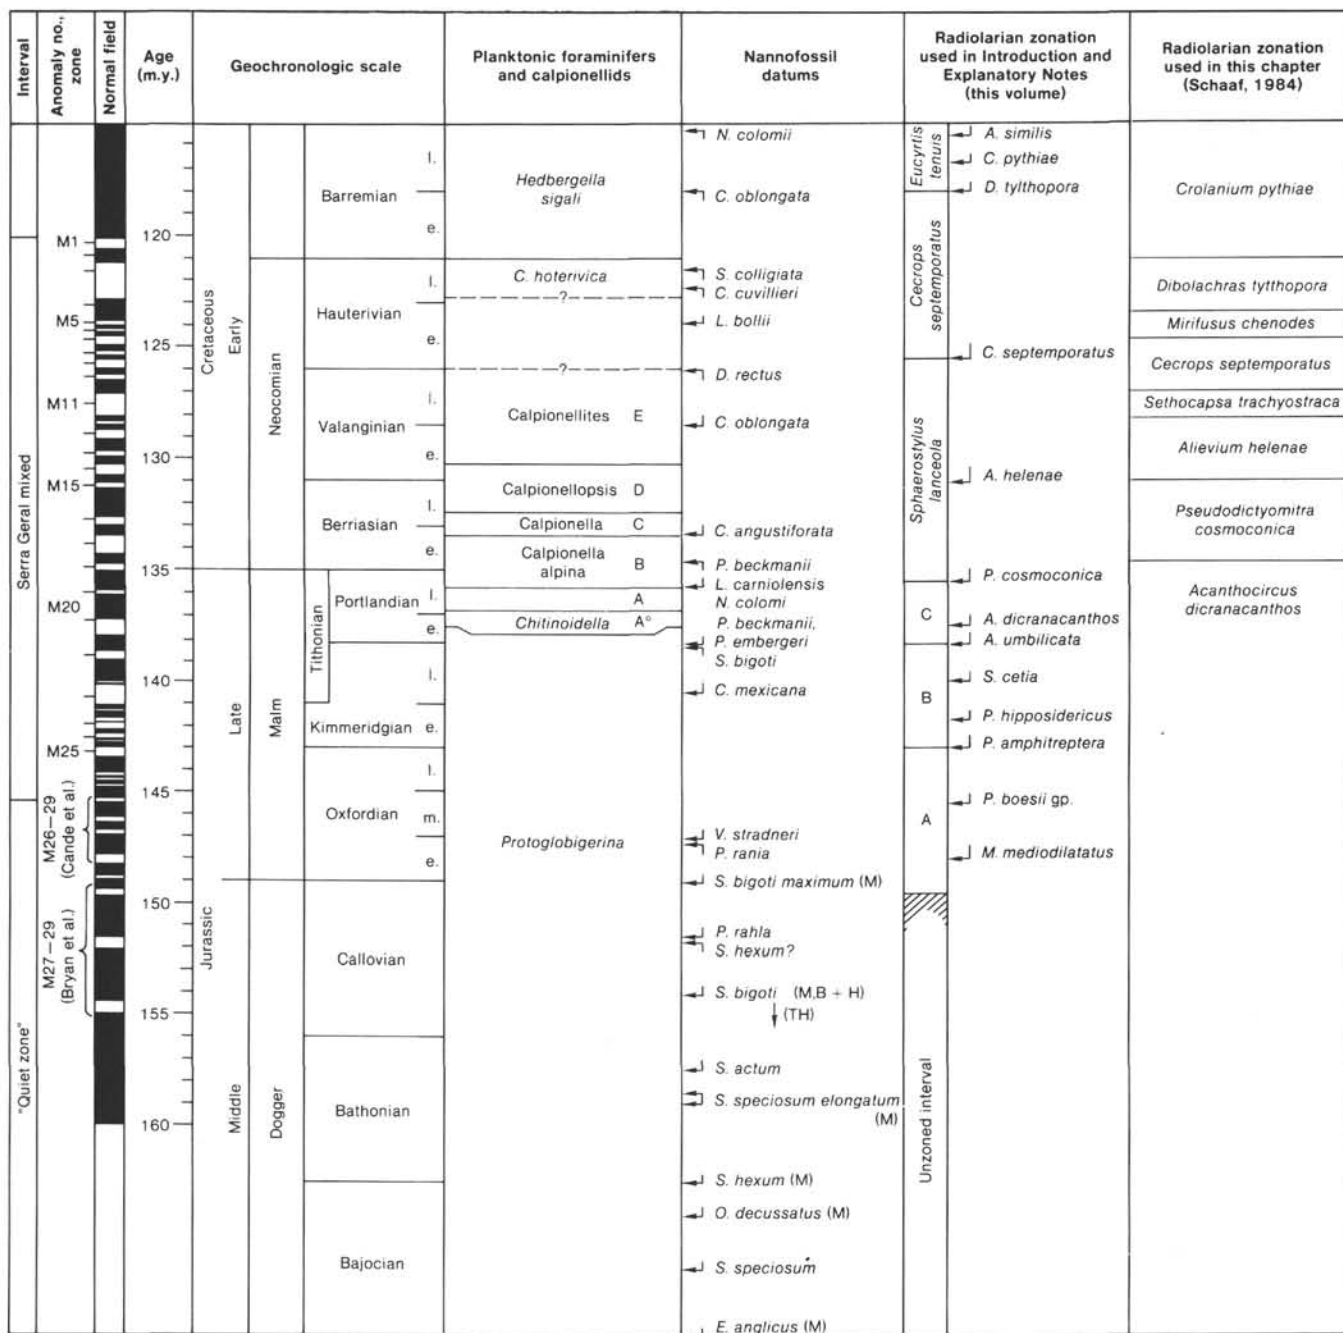 Interval
Anomaly no., zone
Normal field
Age (m.y.)
Geochronologic scale
Planktonic foraminifers and calpionellids
Nannofossil datums
Radiolarian zonation used in Introduction and Explanatory Notes (this volume)
Radiolarian zonation used in this chapter (Schaaf, 1984)
Serra Geral mixed
"Quiet zone"
M1
M5
M11
M15
M20
M25
M26–29 (Cande et al.)
M27–29 (Bryan et al.)
120
125
130
135
140
145
150
155
160
Cretaceous
Jurassic
Early
Late
Middle
Neocomian
Malm
Dogger
Tithonian
Barremian
l.
e.
Hauterivian
l.
e.
Valanginian
l.
e.
Berriasian
l.
e.
Portlandian
l.
e.
l.
Kimmeridgian
e.
Oxfordian
l.
m.
e.
Callovian
Bathonian
Bajocian
Hedbergella sigali
C. hoterivica
?
?
Calpionellites E
Calpionellopsis D
Calpionella C
Calpionella alpina B
A
Chitinoidella A°
Protoglobigerina
N. colomii
C. oblongata
S. colligiata
C. cuvillieri
L. bollii
D. rectus
C. oblongata
C. angustiforata
P. beckmanii
L. carniolensis
N. colomi
P. beckmanii,
P. embergeri
S. bigoti
C. mexicana
V. stradneri
P. rania
S. bigoti maximum (M)
P. rahla
S. hexum?
S. bigoti (M,B + H)
(TH)
S. actum
S. speciosum elongatum (M)
S. hexum (M)
O. decussatus (M)
S. speciosum
E. anglicus (M)
Eucyrtis tenuis
Cecrops septemporatus
Sphaerostylus lanceola
C
B
A
Unzoned interval
A. similis
C. pythiae
D. tylthopora
C. septemporatus
A. helenae
P. cosmoconica
A. dicranacanthos
A. umbilicata
S. cetia
P. hipposidericus
P. amphitreptera
P. boesii gp.
M. mediodilatatus
Crolanium pythiae
Dibolachras tytthopora
Mirifusus chenodes
Cecrops septemporatus
Sethocapsa trachyostraca
Alievium helenae
Pseudodictyomitra cosmoconica
Acanthocircus dicranacanthos